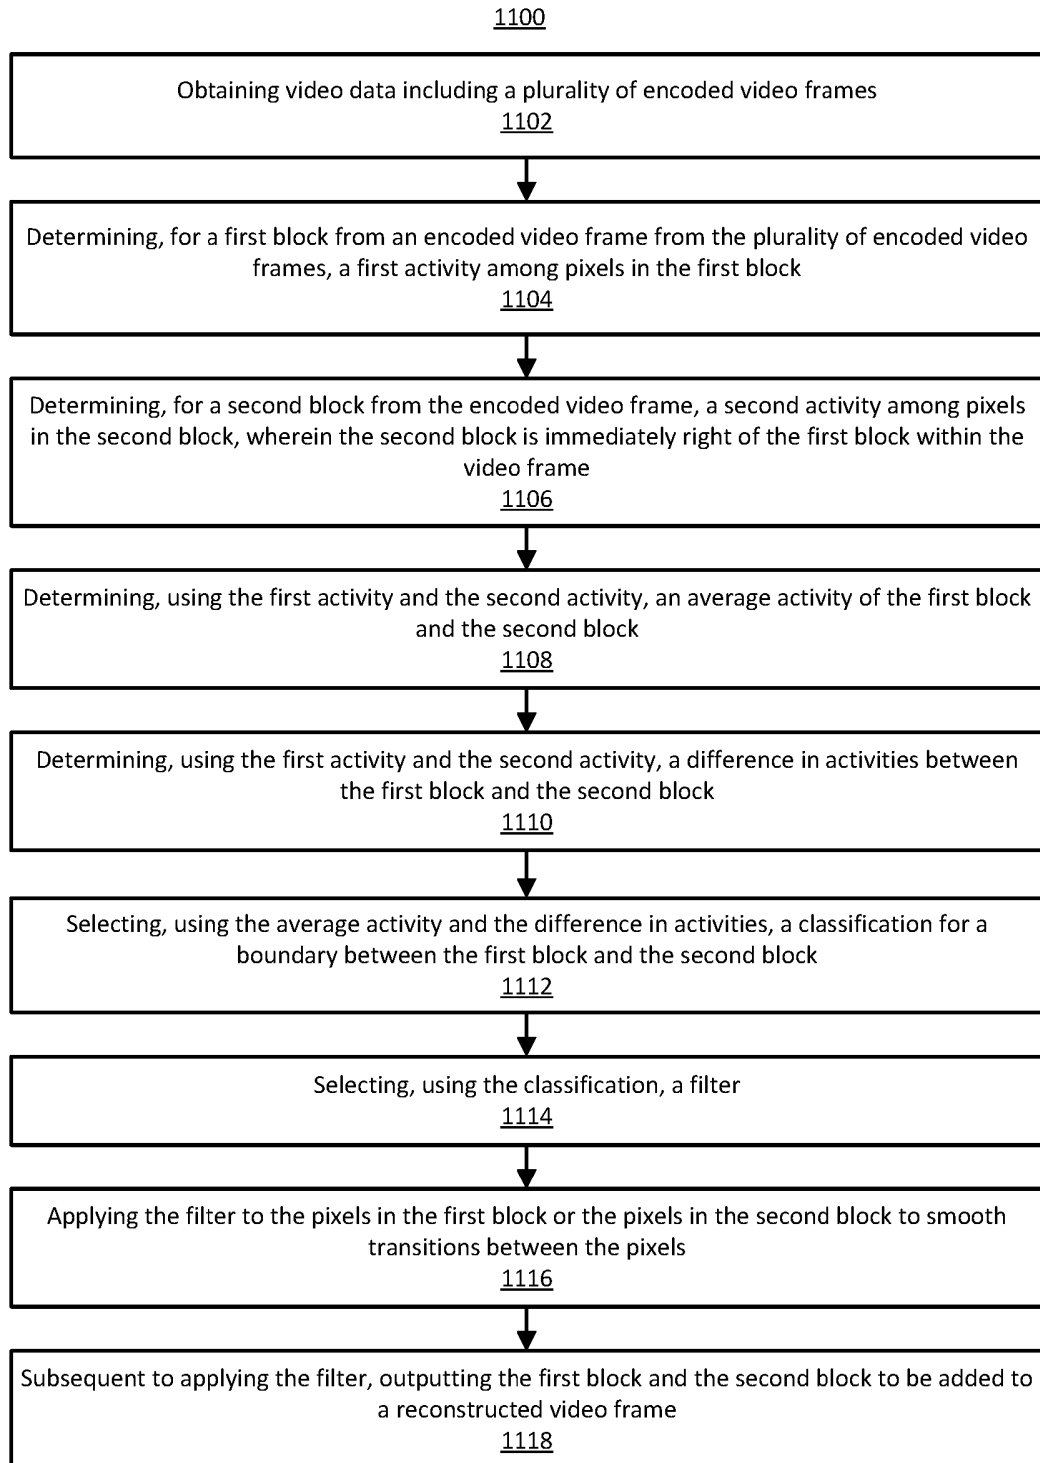 1100
Obtaining video data including a plurality of encoded video frames
1102
Determining, for a first block from an encoded video frame from the plurality of encoded video
frames, a first activity among pixels in the first block
1104
Determining, for a second block from the encoded video frame, a second activity among pixels
in the second block, wherein the second block is immediately right of the first block within the
video frame
1106
Determining, using the first activity and the second activity, an average activity of the first block
and the second block
1108
Determining, using the first activity and the second activity, a difference in activities between
the first block and the second block
1110
Selecting, using the average activity and the difference in activities, a classification for a
boundary between the first block and the second block
1112
Selecting, using the classification, a filter
1114
Applying the filter to the pixels in the first block or the pixels in the second block to smooth
transitions between the pixels
1116
Subsequent to applying the filter, outputting the first block and the second block to be added to
a reconstructed video frame
1118